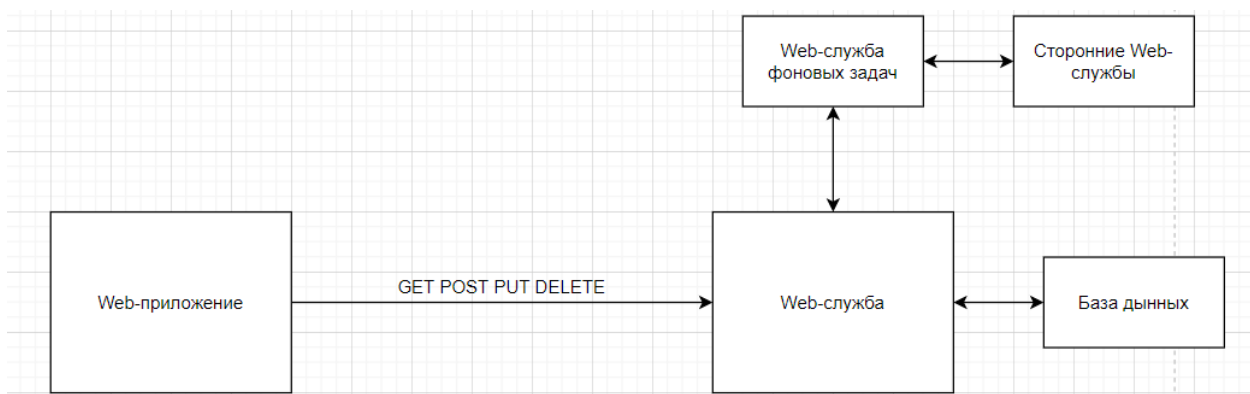 Web-служба
фоновых задач
Сторонние Web-
службы
Web-приложение
GET POST PUT DELETE
Web-служба
База дынных